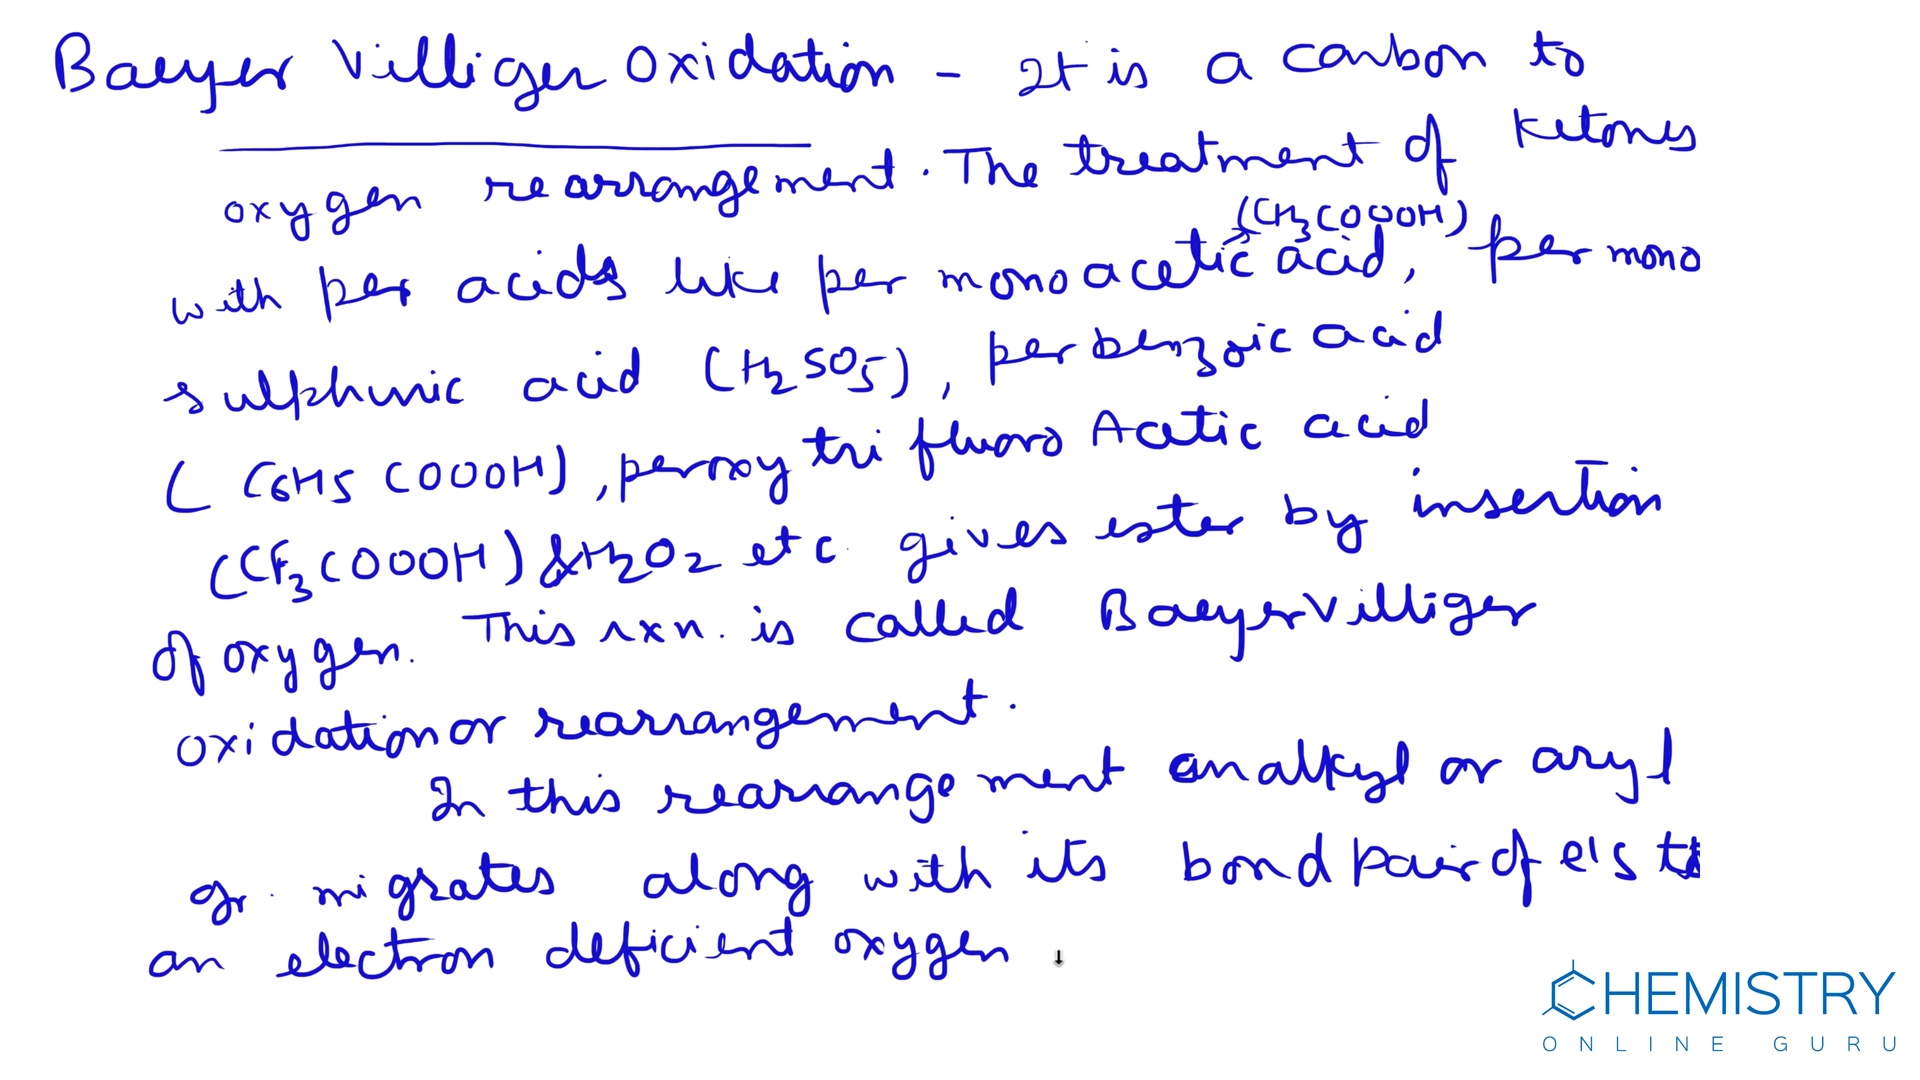 Baeyer Villiger Oxidation - It is a carbon to
oxygen rearrangement. The treatment of Ketones
(CH3COOOH)
with per acids like per mono acetic acid, per mono
sulphuric acid (H2SO5), perbenzoic acid
(C6H5COOOH), peroxy tri fluoro Acetic acid
(CF3COOOH) & H2O2 etc. gives ester by insertion
of oxygen. This rxn. is called Baeyer Villiger
oxidation or rearrangement.
In this rearrangement an alkyl or aryl
gr. migrates along with its bond pair of e's to
an electron deficient oxygen
CHEMISTRY
ONLINE GURU